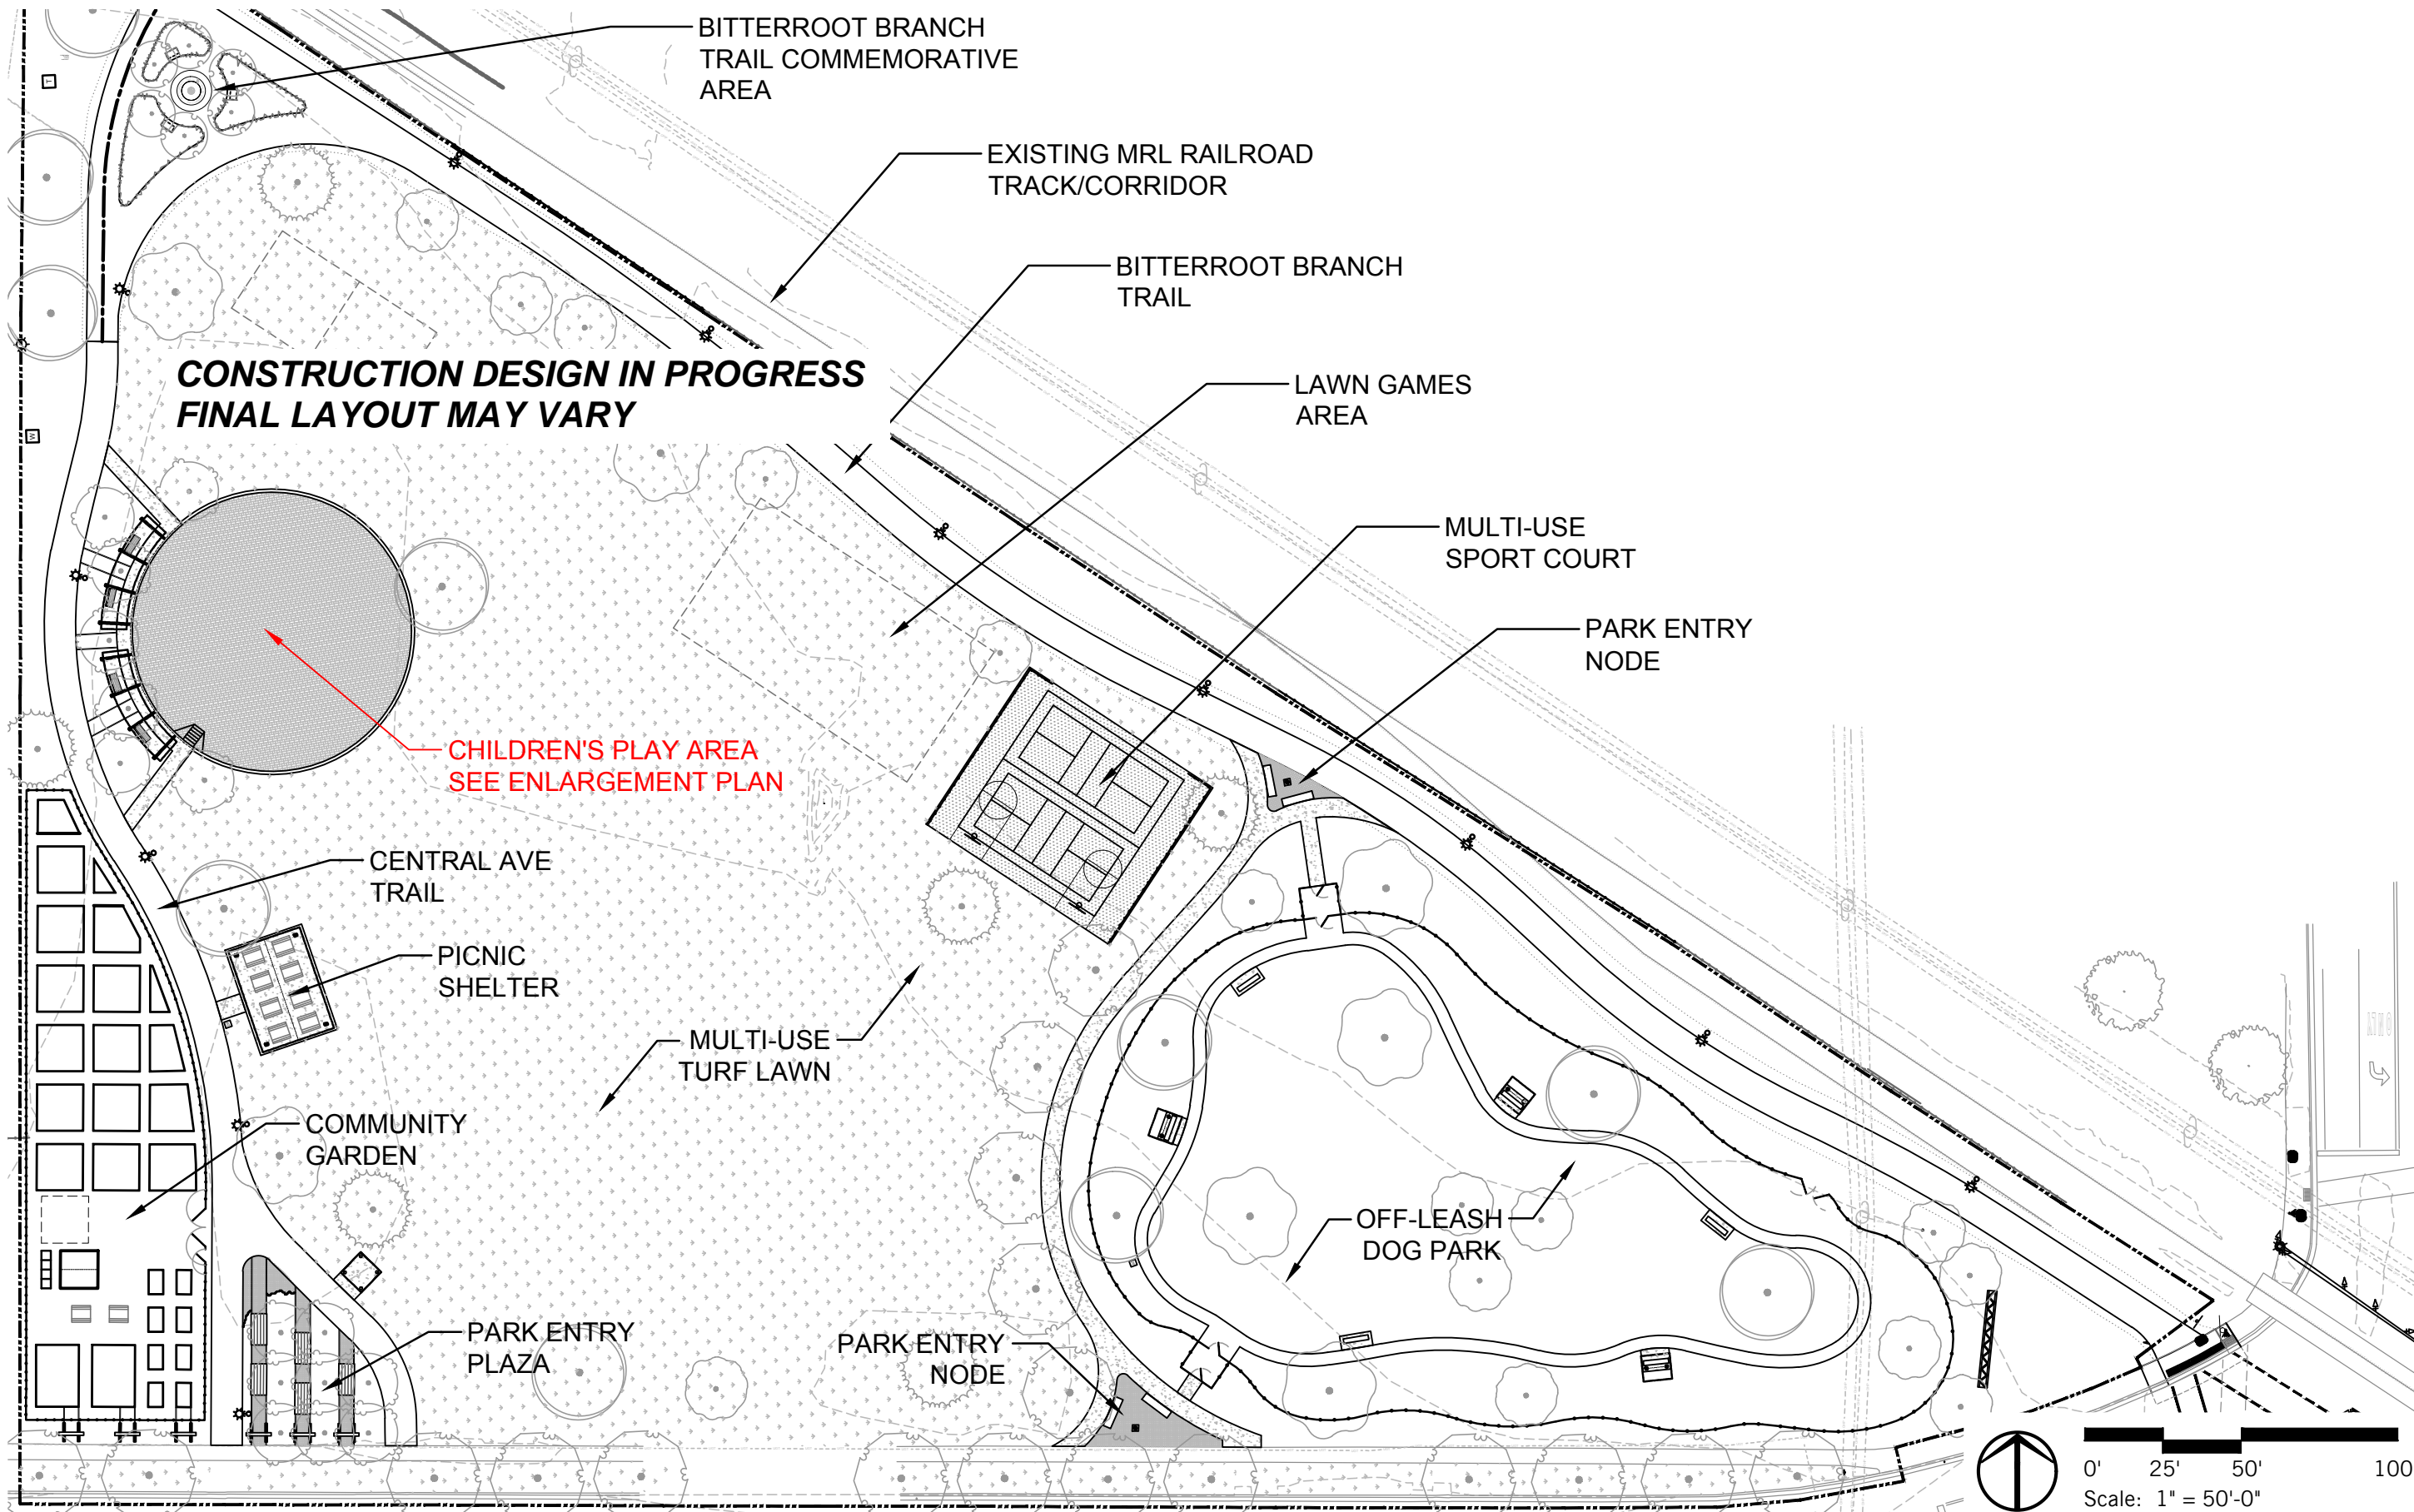 BITTERROOT BRANCH
TRAIL COMMEMORATIVE
AREA
EXISTING MRL RAILROAD
TRACK/CORRIDOR
BITTERROOT BRANCH
TRAIL
CONSTRUCTION DESIGN IN PROGRESS
FINAL LAYOUT MAY VARY
LAWN GAMES
AREA
MULTI-USE
SPORT COURT
PARK ENTRY
NODE
CHILDREN'S PLAY AREA
SEE ENLARGEMENT PLAN
CENTRAL AVE
TRAIL
PICNIC
SHELTER
MULTI-USE
TURF LAWN
COMMUNITY
GARDEN
OFF-LEASH
DOG PARK
PARK ENTRY
PLAZA
PARK ENTRY
NODE
0' 25' 50' 100
Scale: 1" = 50'-0"